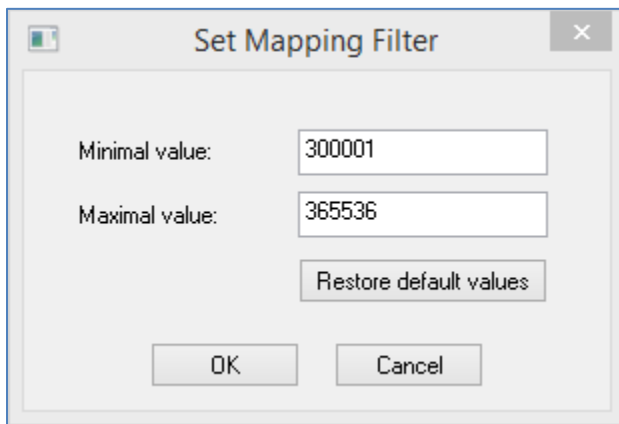 Set Mapping Filter
Minimal value: 300001
Maximal value: 365536
Restore default values
OK Cancel